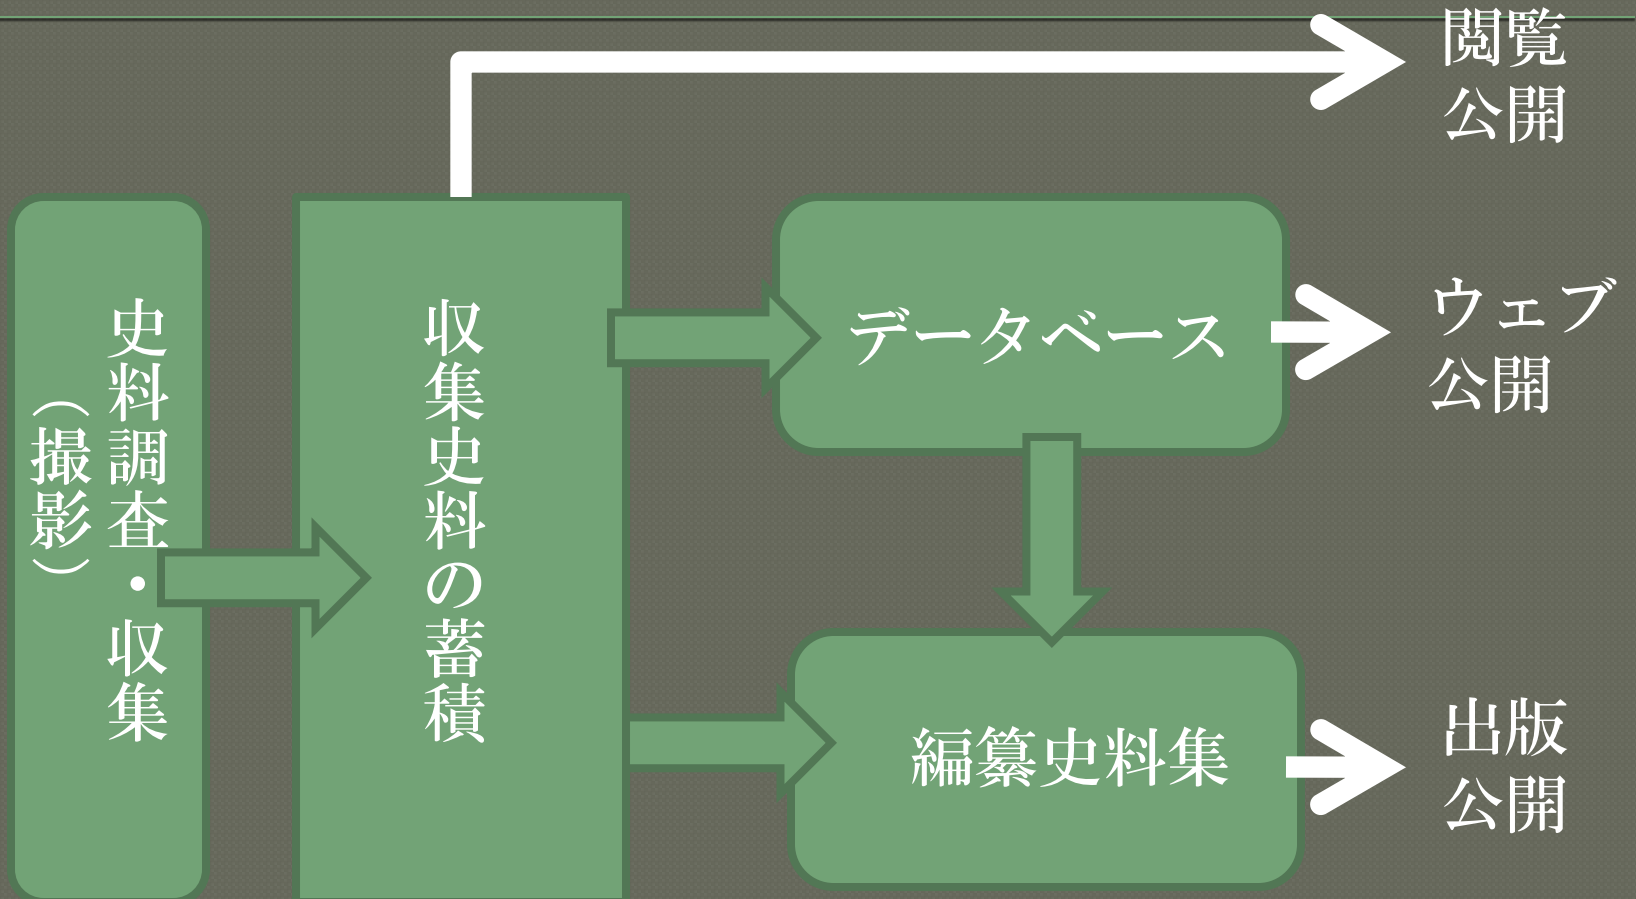 史料調査・収集
（撮影）
収集史料の蓄積
閲覧
公開
データベース
ウェブ
公開
編纂史料集
出版
公開